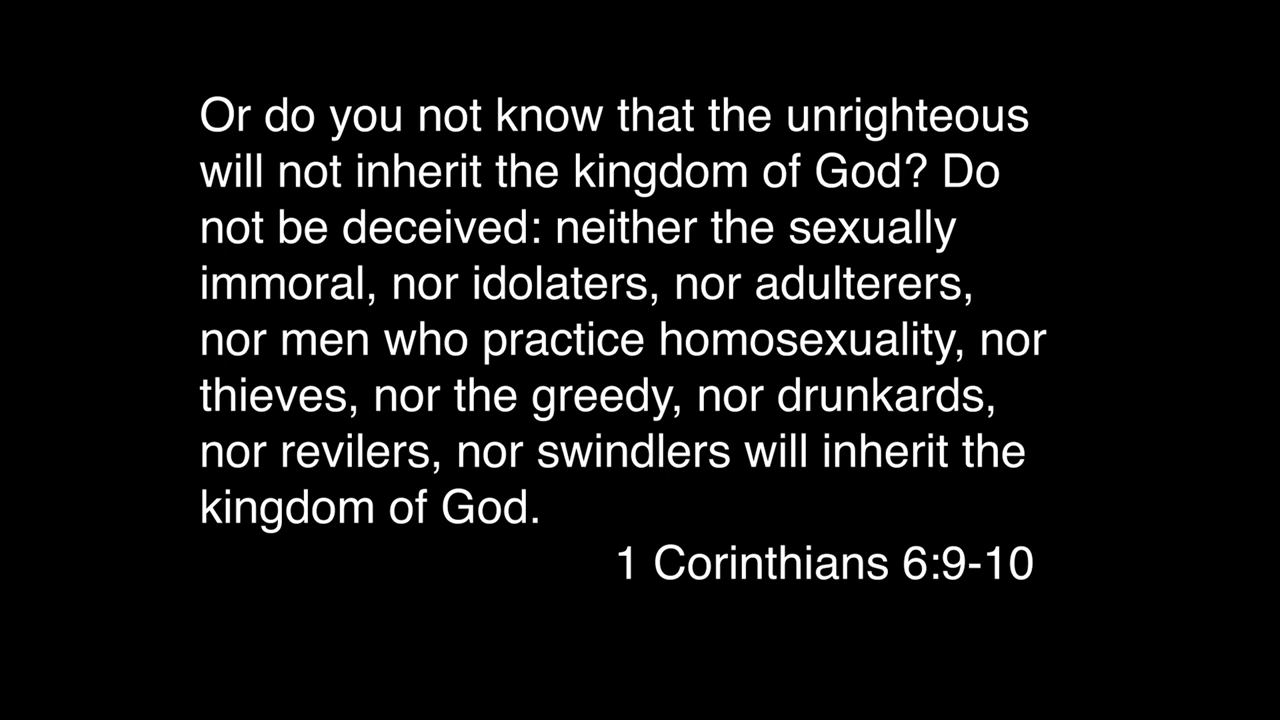 Or do you not know that the unrighteous
will not inherit the kingdom of God? Do
not be deceived: neither the sexually
immoral, nor idolaters, nor adulterers,
nor men who practice homosexuality, nor
thieves, nor the greedy, nor drunkards,
nor revilers, nor swindlers will inherit the
kingdom of God.
1 Corinthians 6:9-10